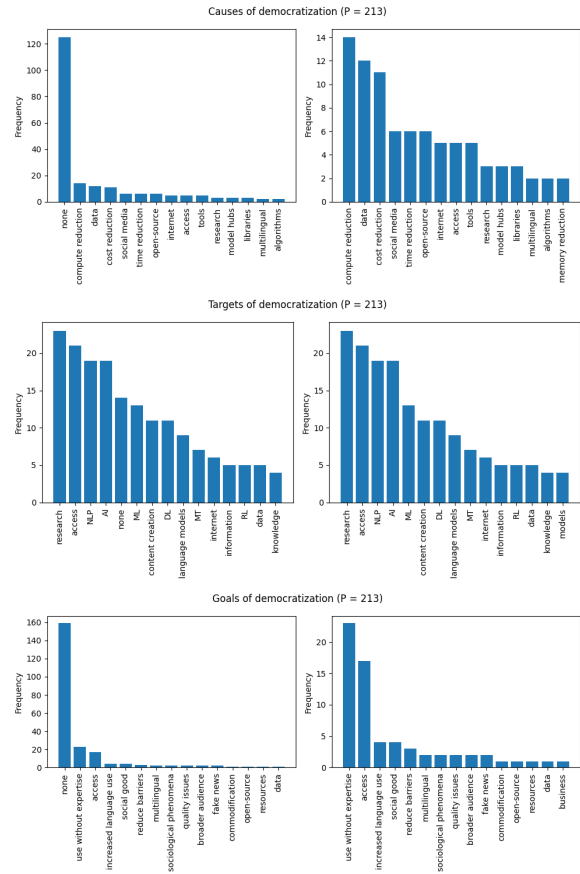 Causes of democratization (P = 213)
Frequency
120
100
80
60
40
20
0
none
compute reduction
data
cost reduction
social media
time reduction
open-source
internet
access
tools
research
model hubs
libraries
multilingual
algorithms
Frequency
14
12
10
8
6
4
2
0
compute reduction
data
cost reduction
social media
time reduction
open-source
internet
access
tools
research
model hubs
libraries
multilingual
algorithms
memory reduction
Targets of democratization (P = 213)
Frequency
20
15
10
5
0
research
access
NLP
AI
none
ML
content creation
DL
language models
MT
internet
information
RL
data
knowledge
Frequency
20
15
10
5
0
research
access
NLP
AI
ML
content creation
DL
language models
MT
internet
information
RL
data
knowledge
models
Goals of democratization (P = 213)
Frequency
160
140
120
100
80
60
40
20
0
none
use without expertise
access
increased language use
social good
reduce barriers
multilingual
sociological phenomena
quality issues
broader audience
fake news
commodification
open-source
resources
data
Frequency
20
15
10
5
0
use without expertise
access
increased language use
social good
reduce barriers
multilingual
sociological phenomena
quality issues
broader audience
fake news
commodification
open-source
resources
data
business